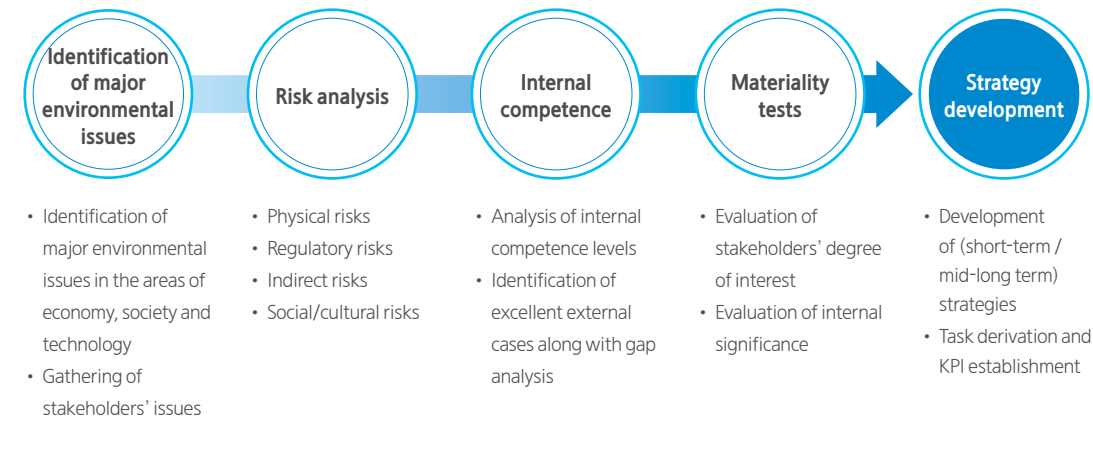 Identification
of major
environmental
issues
Risk analysis
Internal
competence
Materiality
tests
Strategy
development
• Identification of
major environmental
issues in the areas of
economy, society and
technology
• Gathering of
stakeholders’ issues
• Physical risks
• Regulatory risks
• Indirect risks
• Social/cultural risks
• Analysis of internal
competence levels
• Identification of
excellent external
cases along with gap
analysis
• Evaluation of
stakeholders’ degree
of interest
• Evaluation of internal
significance
• Development
of (short-term /
mid-long term)
strategies
• Task derivation and
KPI establishment